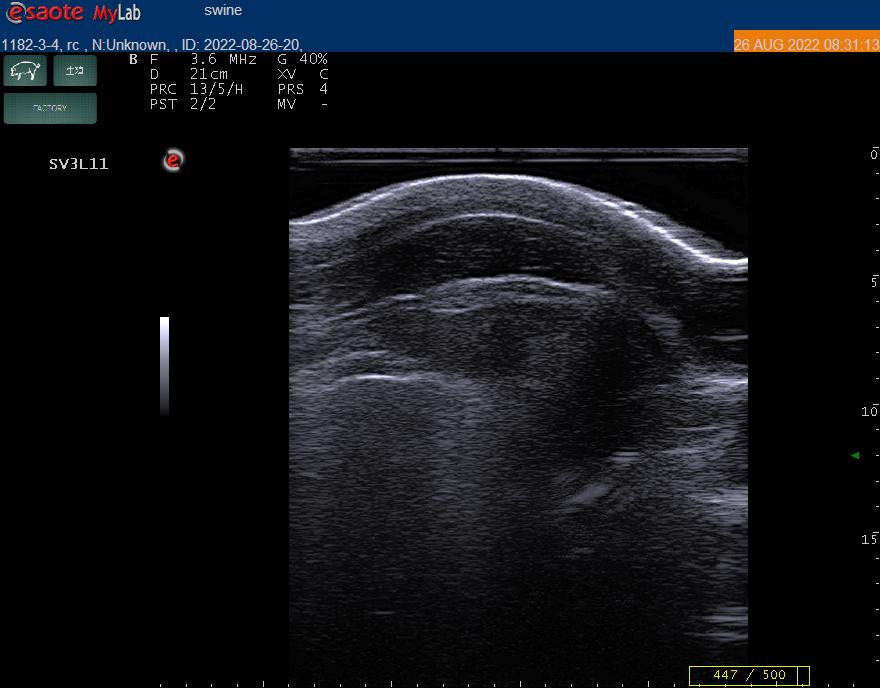 esaote MyLab
swine
1182-3-4, rc , N:Unknown, , ID: 2022-08-26-20,
26 AUG 2022 08:31:13
B F 3.6 MHz G 40%
D 21cm XV C
PRC 13/5/H PRS 4
PST 2/2 MV -
FACTORY
SV3L11
e
0
5
10
15
447 / 500